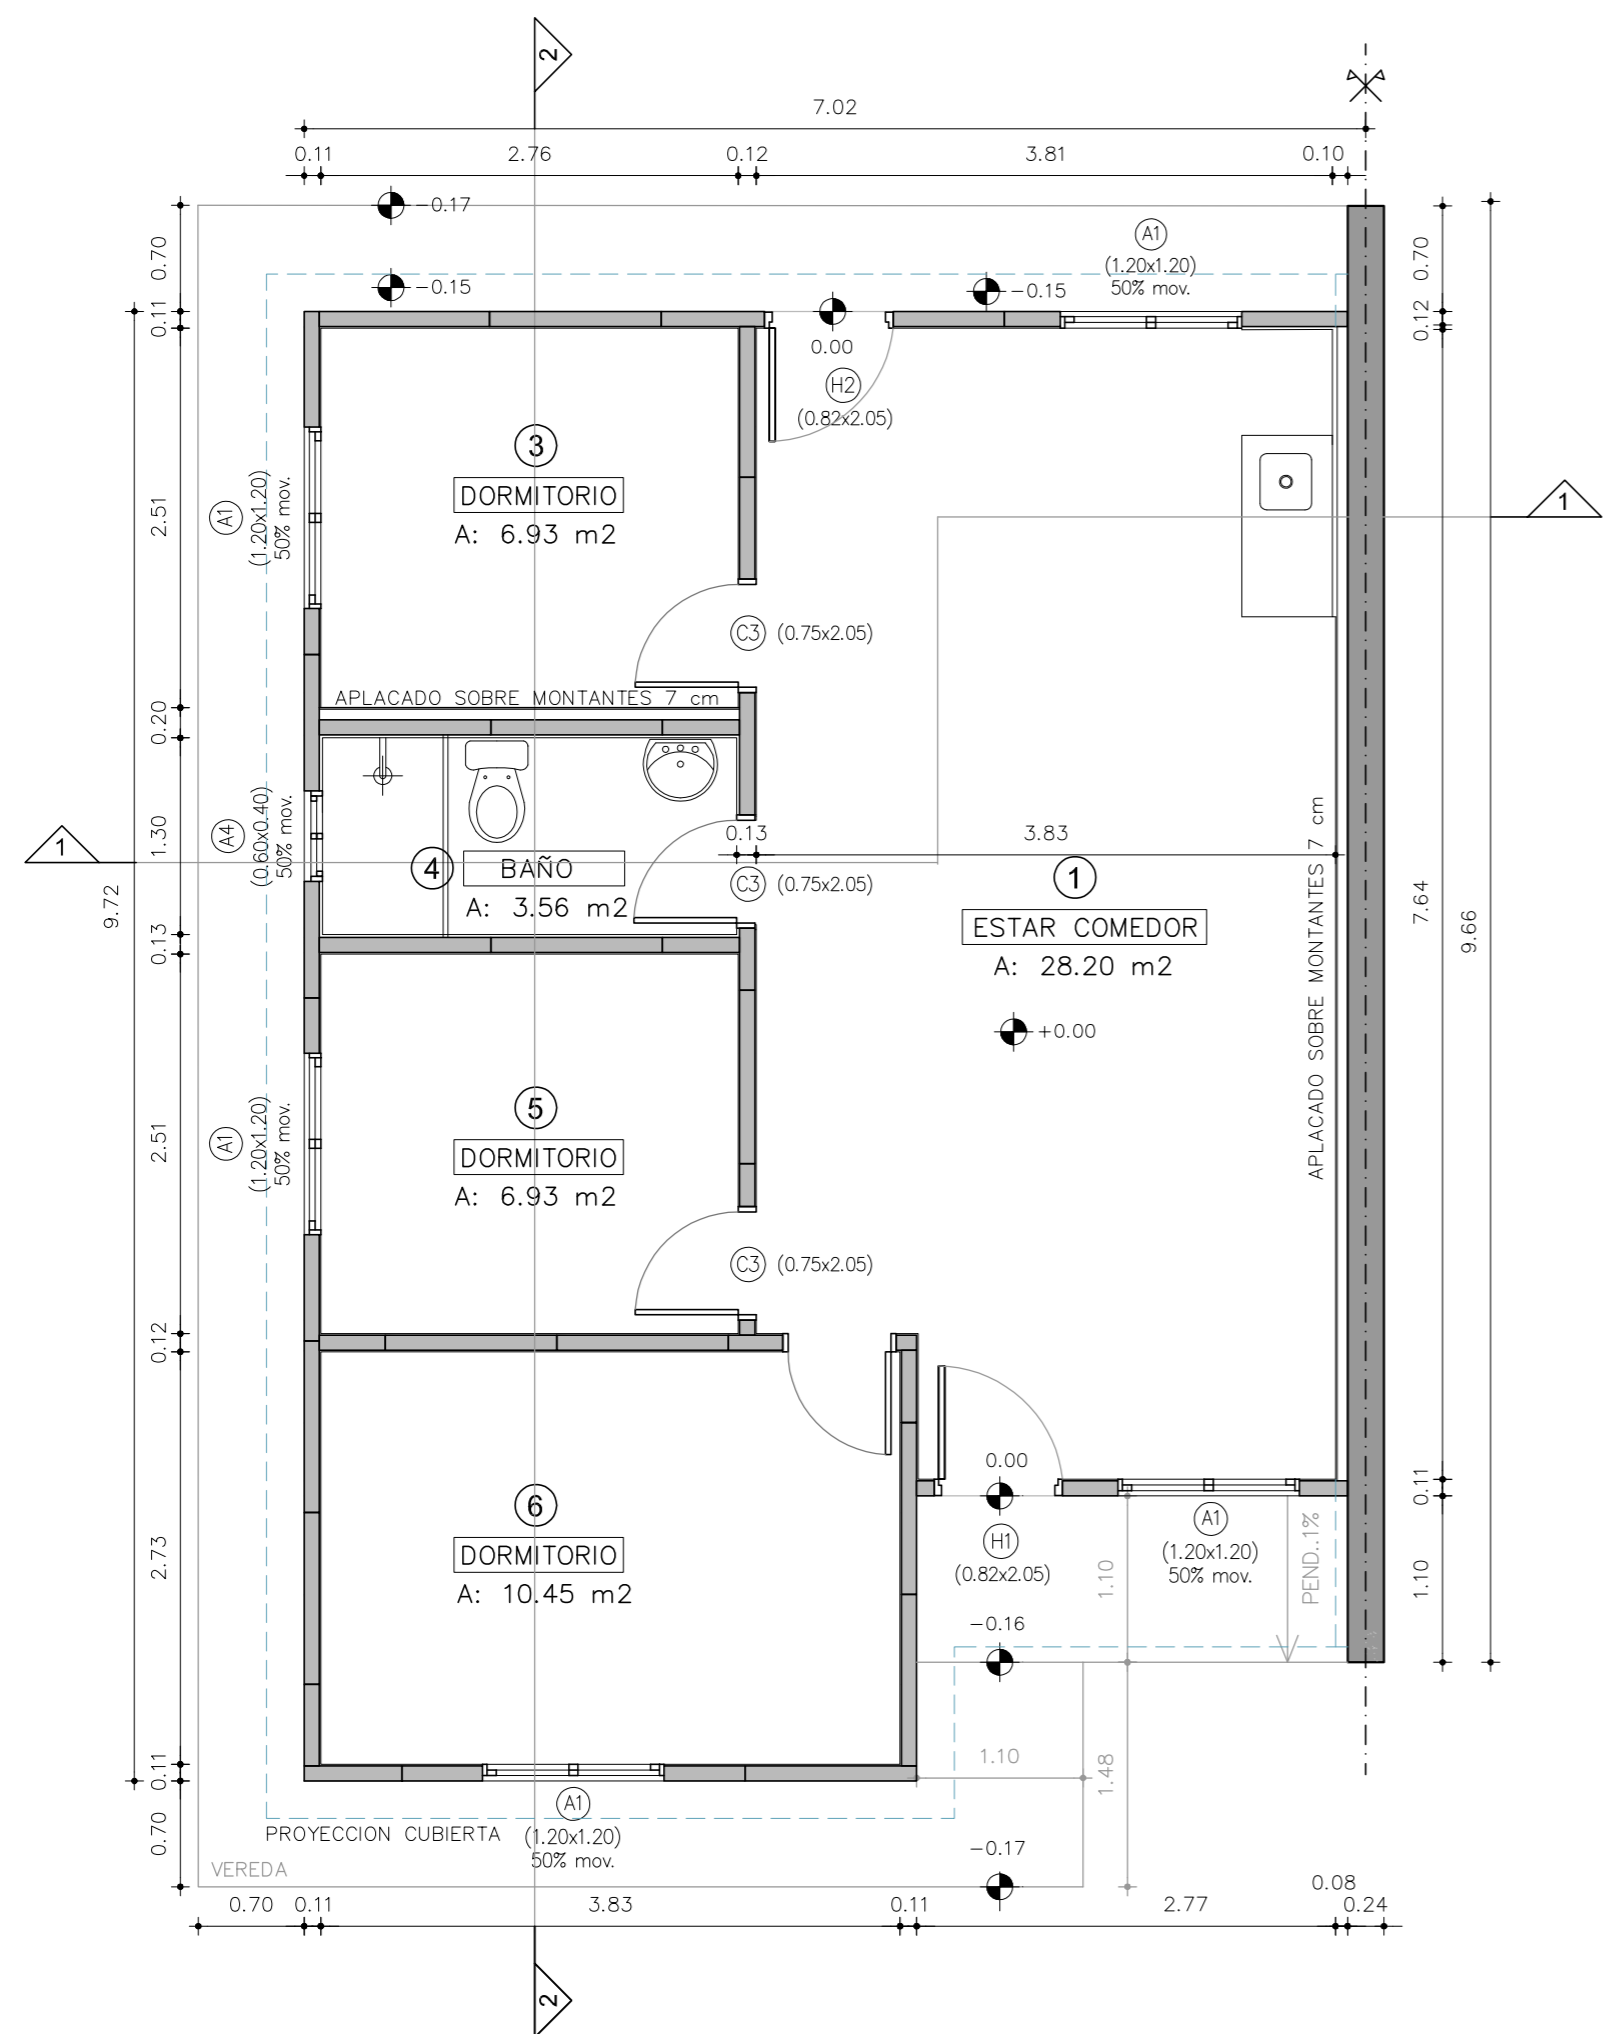 2
7.02
0.11 2.76 0.12 3.81 0.10
-0.17
0.70
0.70
A1
(1.20x1.20)
50% mov.
-0.15
-0.15
0.11
0.12
0.00
H2
(0.82x2.05)
3
DORMITORIO
A: 6.93 m2
A1
(1.20x1.20)
50% mov.
2.51
1
C3 (0.75x2.05)
APLACADO SOBRE MONTANTES 7 cm
0.20
1
A4
(0.60x0.40)
50% mov.
1.30
9.72
0.13 3.83
4
BAÑO
A: 3.56 m2
C3 (0.75x2.05)
1
ESTAR COMEDOR
A: 28.20 m2
+0.00
APLACADO SOBRE MONTANTES 7 cm
7.64
9.66
0.13
5
DORMITORIO
A: 6.93 m2
A1
(1.20x1.20)
50% mov.
2.51
C3 (0.75x2.05)
0.12
0.00
H1
(0.82x2.05)
A1
(1.20x1.20)
50% mov.
PEND..1%
0.11
1.10
1.10
6
DORMITORIO
A: 10.45 m2
2.73
-0.16
1.10
1.48
0.11
A1
(1.20x1.20)
50% mov.
PROYECCION CUBIERTA
0.70
VEREDA
-0.17
0.08
0.70 0.11 3.83 0.11 2.77 0.24
2